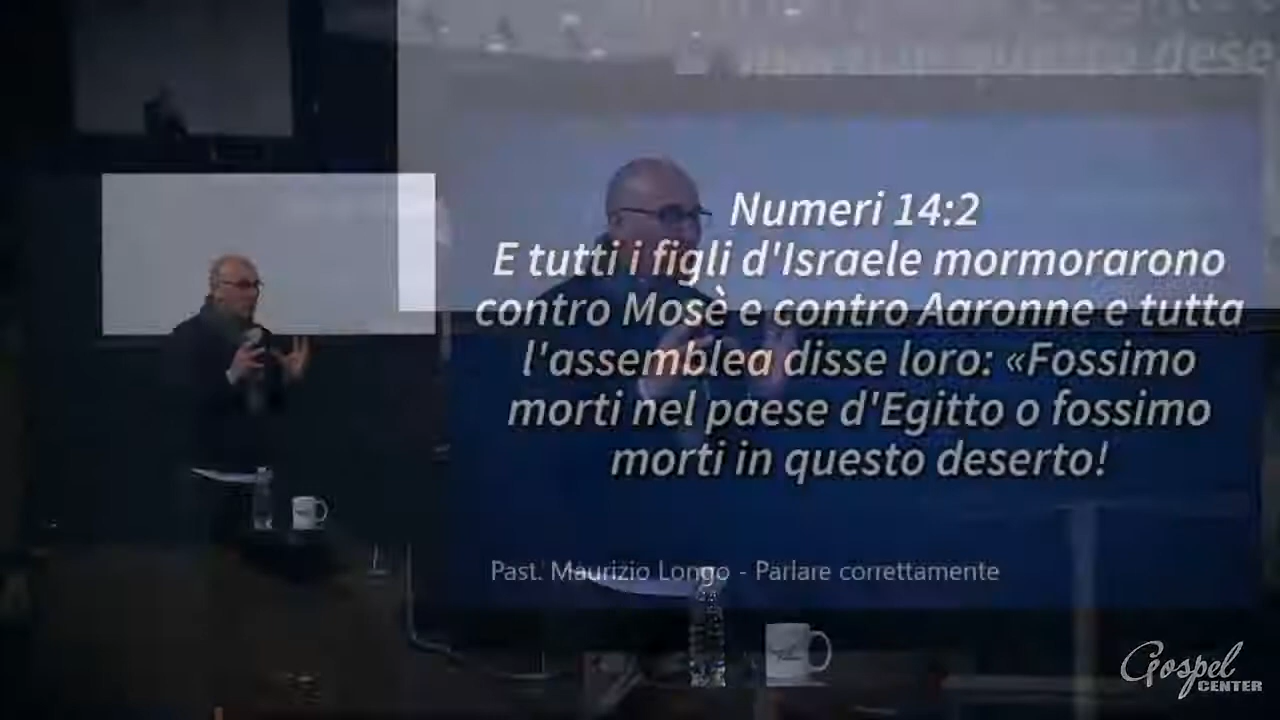 dese
Numeri 14:2
E tutti i figli d'Israele mormorarono
contro Mosè e contro Aaronne e tutta
l'assemblea disse loro: «Fossimo
morti nel paese d'Egitto o fossimo
morti in questo deserto!
Past. Maurizio Longo - Parlare correttamente
Gospel
CENTER